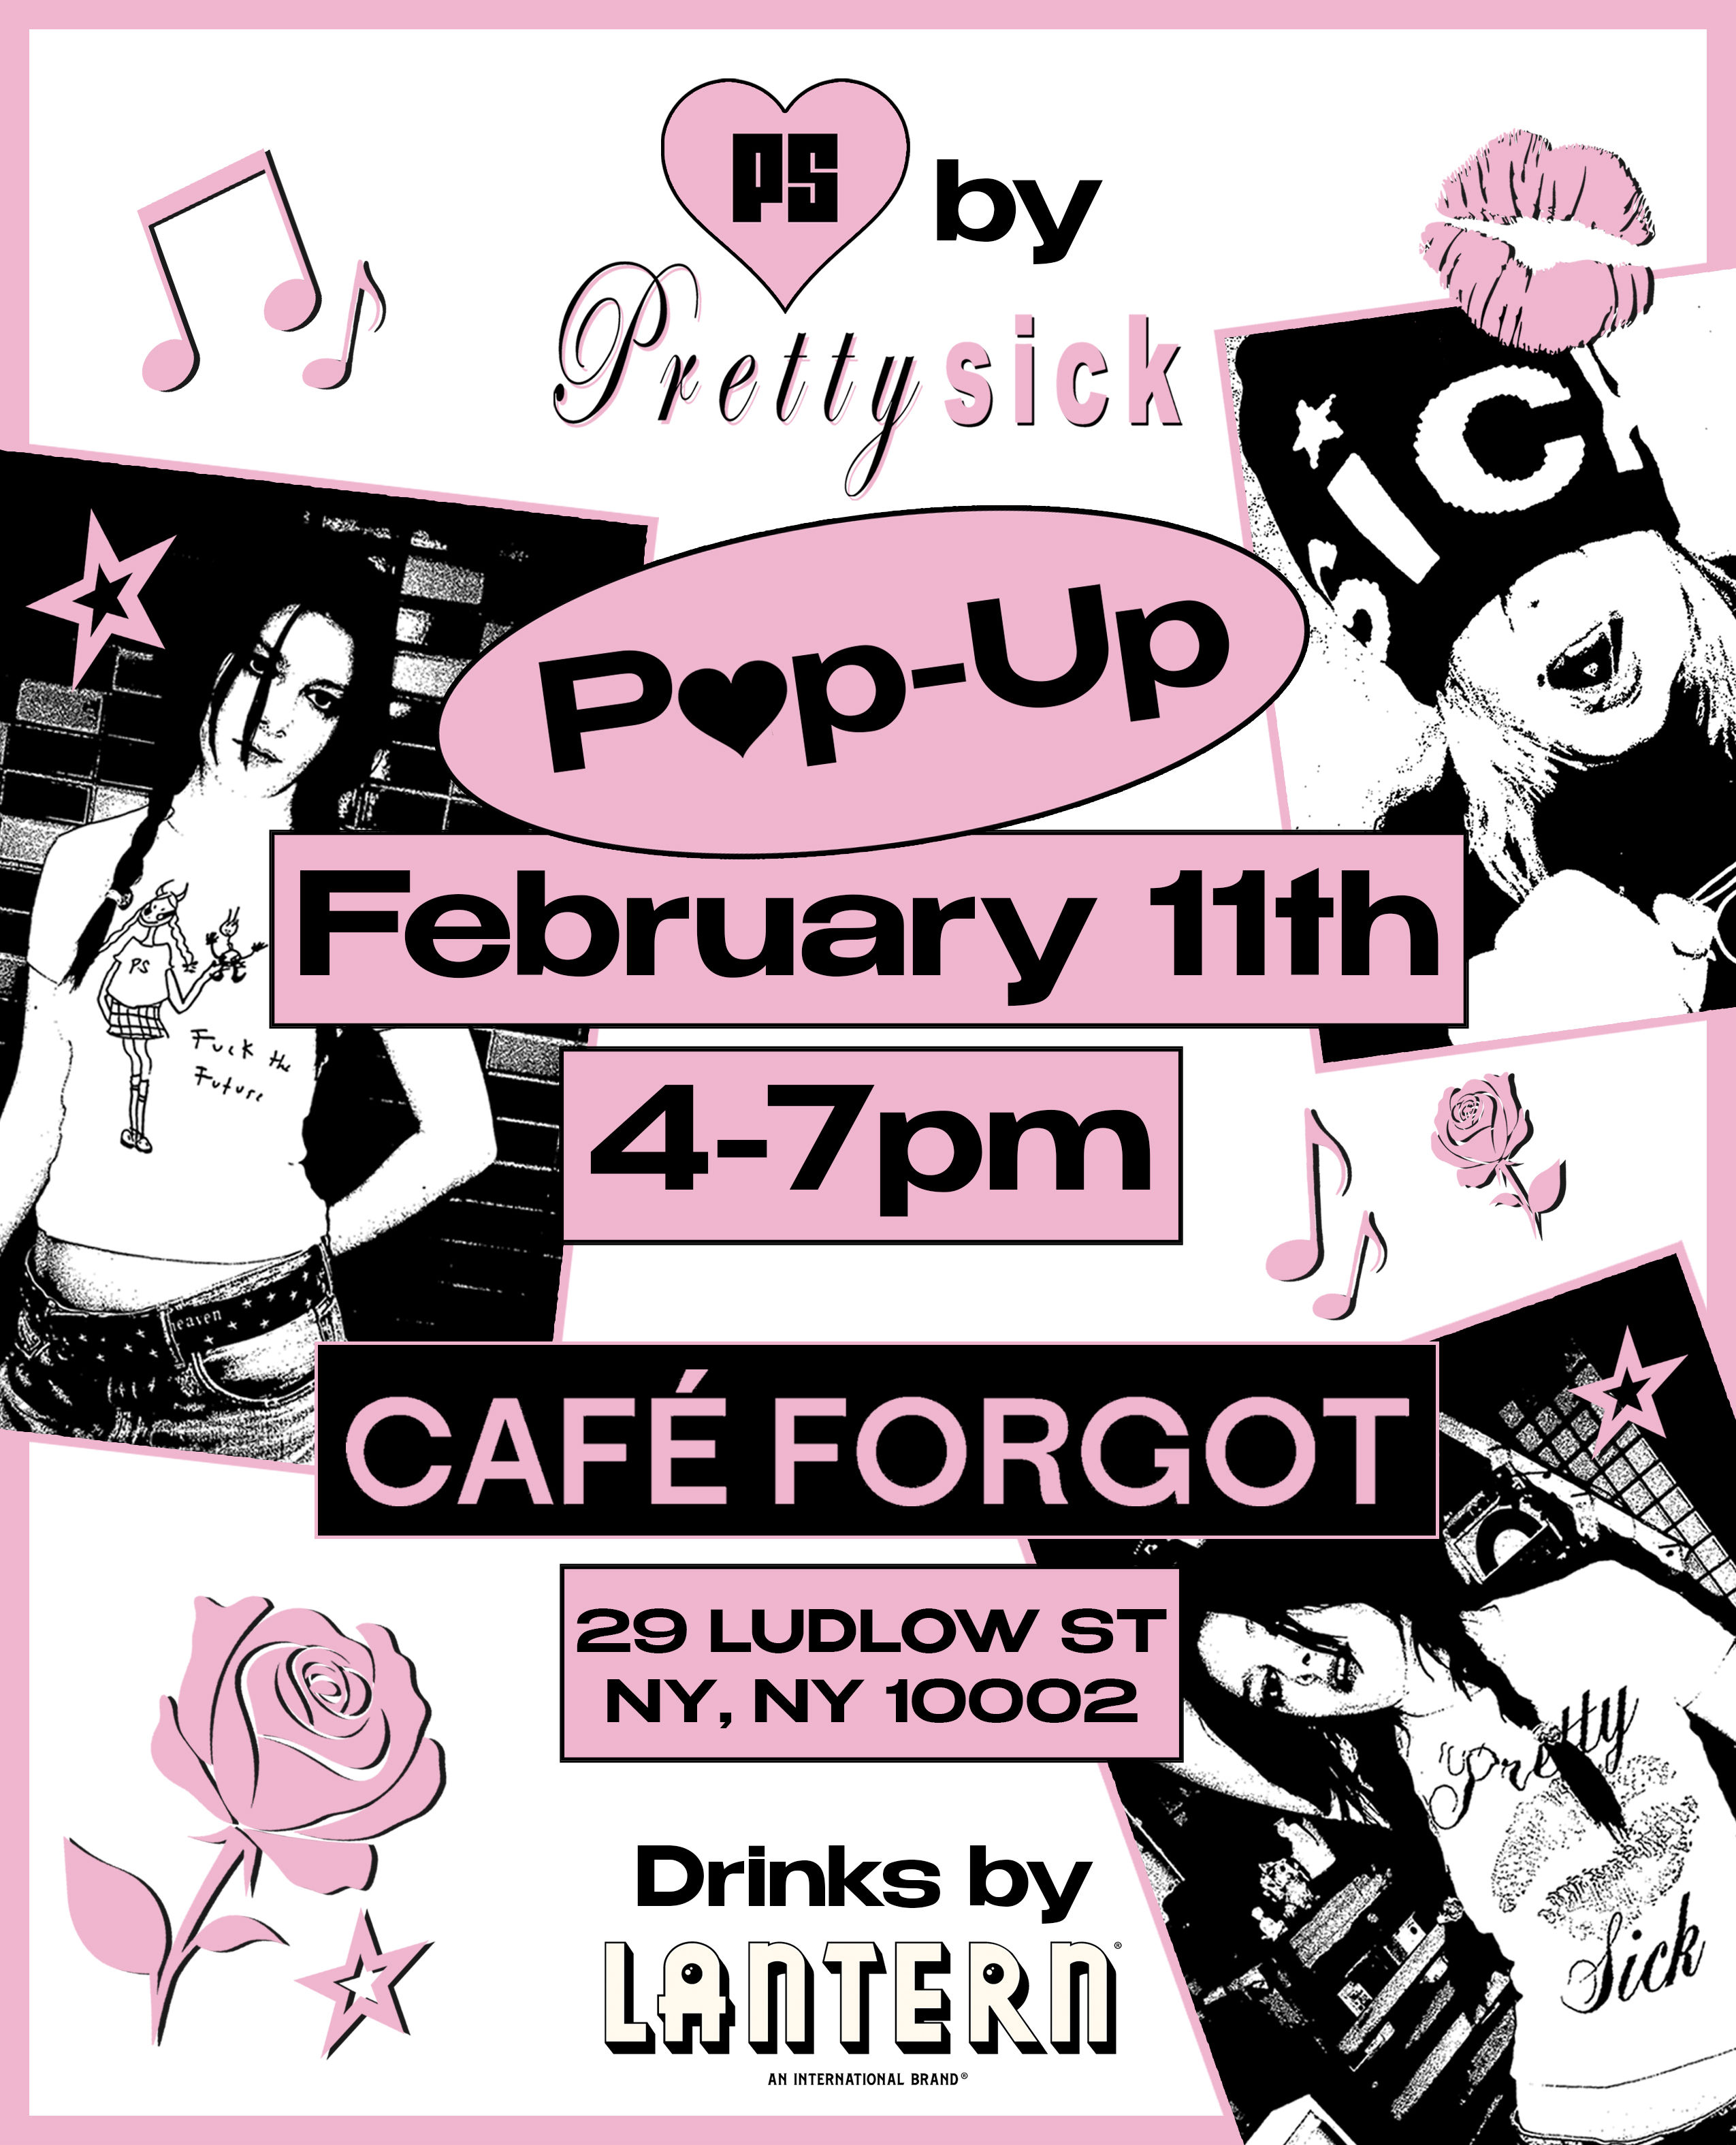 PS by
Pretty sick
ICK
Pop-Up
February 11th
PS
Fuck the
Future
4-7pm
heaven
CAFÉ FORGOT
29 LUDLOW ST
NY, NY 10002
Pretty
Sick
Drinks by
LANTERN®
AN INTERNATIONAL BRAND®